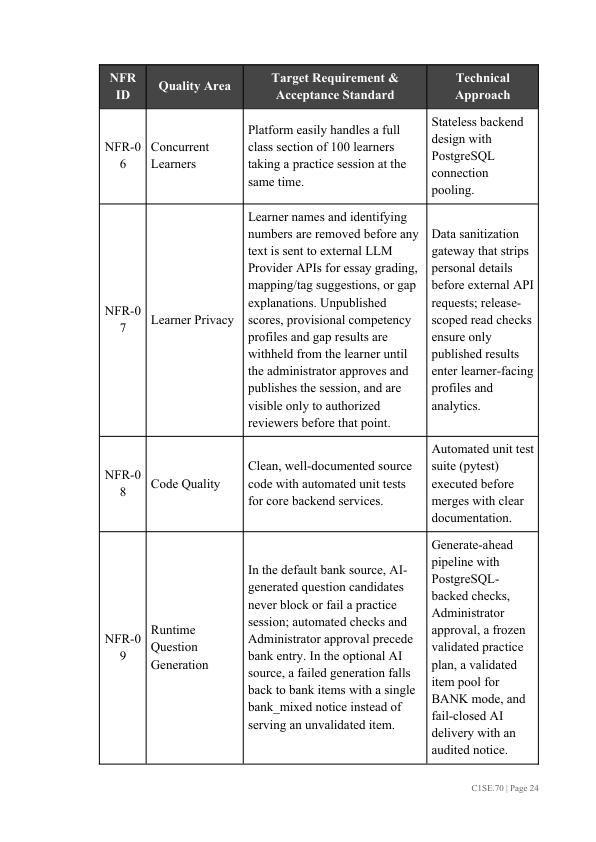 NFR ID
Quality Area
Target Requirement & Acceptance Standard
Technical Approach
NFR-0
6
Concurrent
Learners
Platform easily handles a full
class section of 100 learners
taking a practice session at the
same time.
Stateless backend
design with
PostgreSQL
connection
pooling.
NFR-0
7
Learner Privacy
Learner names and identifying
numbers are removed before any
text is sent to external LLM
Provider APIs for essay grading,
mapping/tag suggestions, or gap
explanations. Unpublished
scores, provisional competency
profiles and gap results are
withheld from the learner until
the administrator approves and
publishes the session, and are
visible only to authorized
reviewers before that point.
Data sanitization
gateway that strips
personal details
before external API
requests; release-
scoped read checks
ensure only
published results
enter learner-facing
profiles and
analytics.
NFR-0
8
Code Quality
Clean, well-documented source
code with automated unit tests
for core backend services.
Automated unit test
suite (pytest)
executed before
merges with clear
documentation.
NFR-0
9
Runtime
Question
Generation
In the default bank source, AI-
generated question candidates
never block or fail a practice
session; automated checks and
Administrator approval precede
bank entry. In the optional AI
source, a failed generation falls
back to bank items with a single
bank_mixed notice instead of
serving an unvalidated item.
Generate-ahead
pipeline with
PostgreSQL-
backed checks,
Administrator
approval, a frozen
validated practice
plan, a validated
item pool for
BANK mode, and
fail-closed AI
delivery with an
audited notice.
C1SE.70 | Page 24